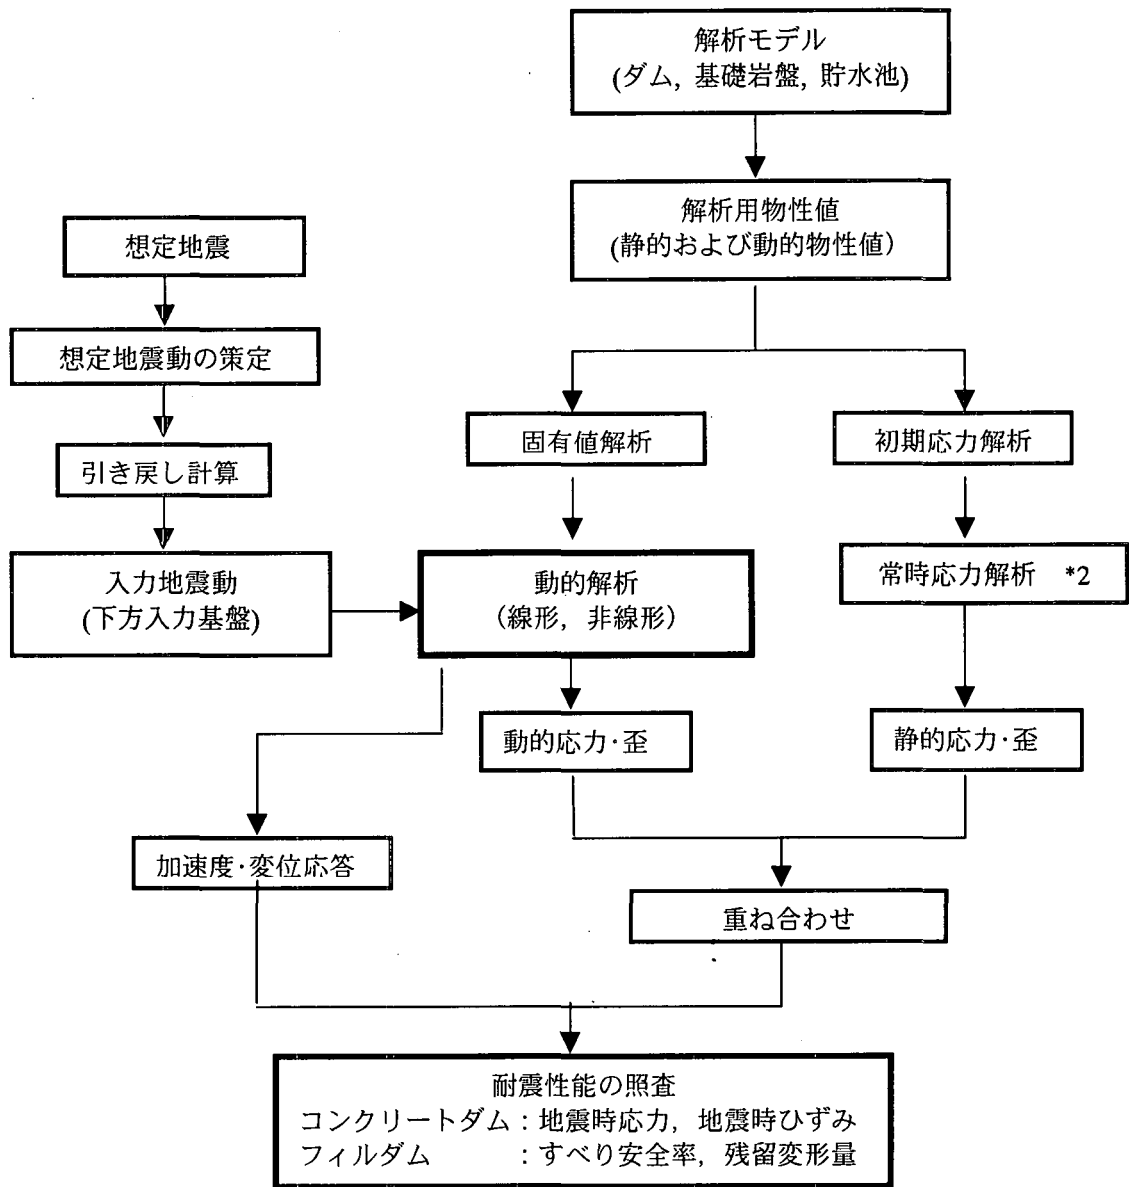 解析モデル
(ダム, 基礎岩盤, 貯水池)
解析用物性値
(静的および動的物性値）
想定地震
想定地震動の策定
引き戻し計算
入力地震動
(下方入力基盤)
固有値解析
初期応力解析
動的解析
（線形，非線形）
常時応力解析 *2
動的応力·歪
静的応力·歪
加速度·変位応答
重ね合わせ
耐震性能の照査
コンクリートダム：地震時応力，地震時ひずみ
フィルダム ：すべり安全率，残留変形量